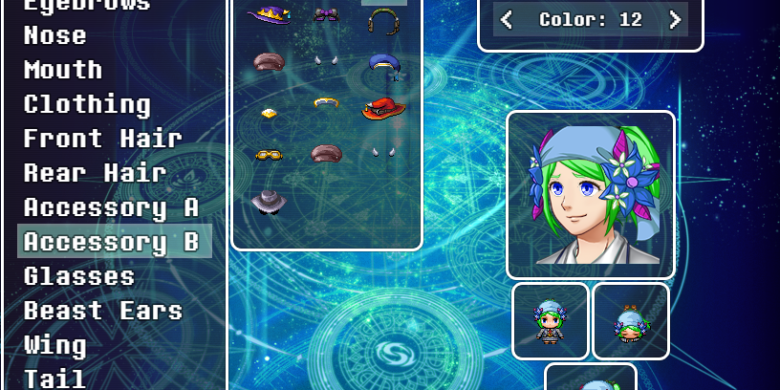 Eyebrows
Nose
Mouth
Clothing
Front Hair
Rear Hair
Accessory A
Accessory B
Glasses
Beast Ears
Wing
Tail
< Color: 12 >